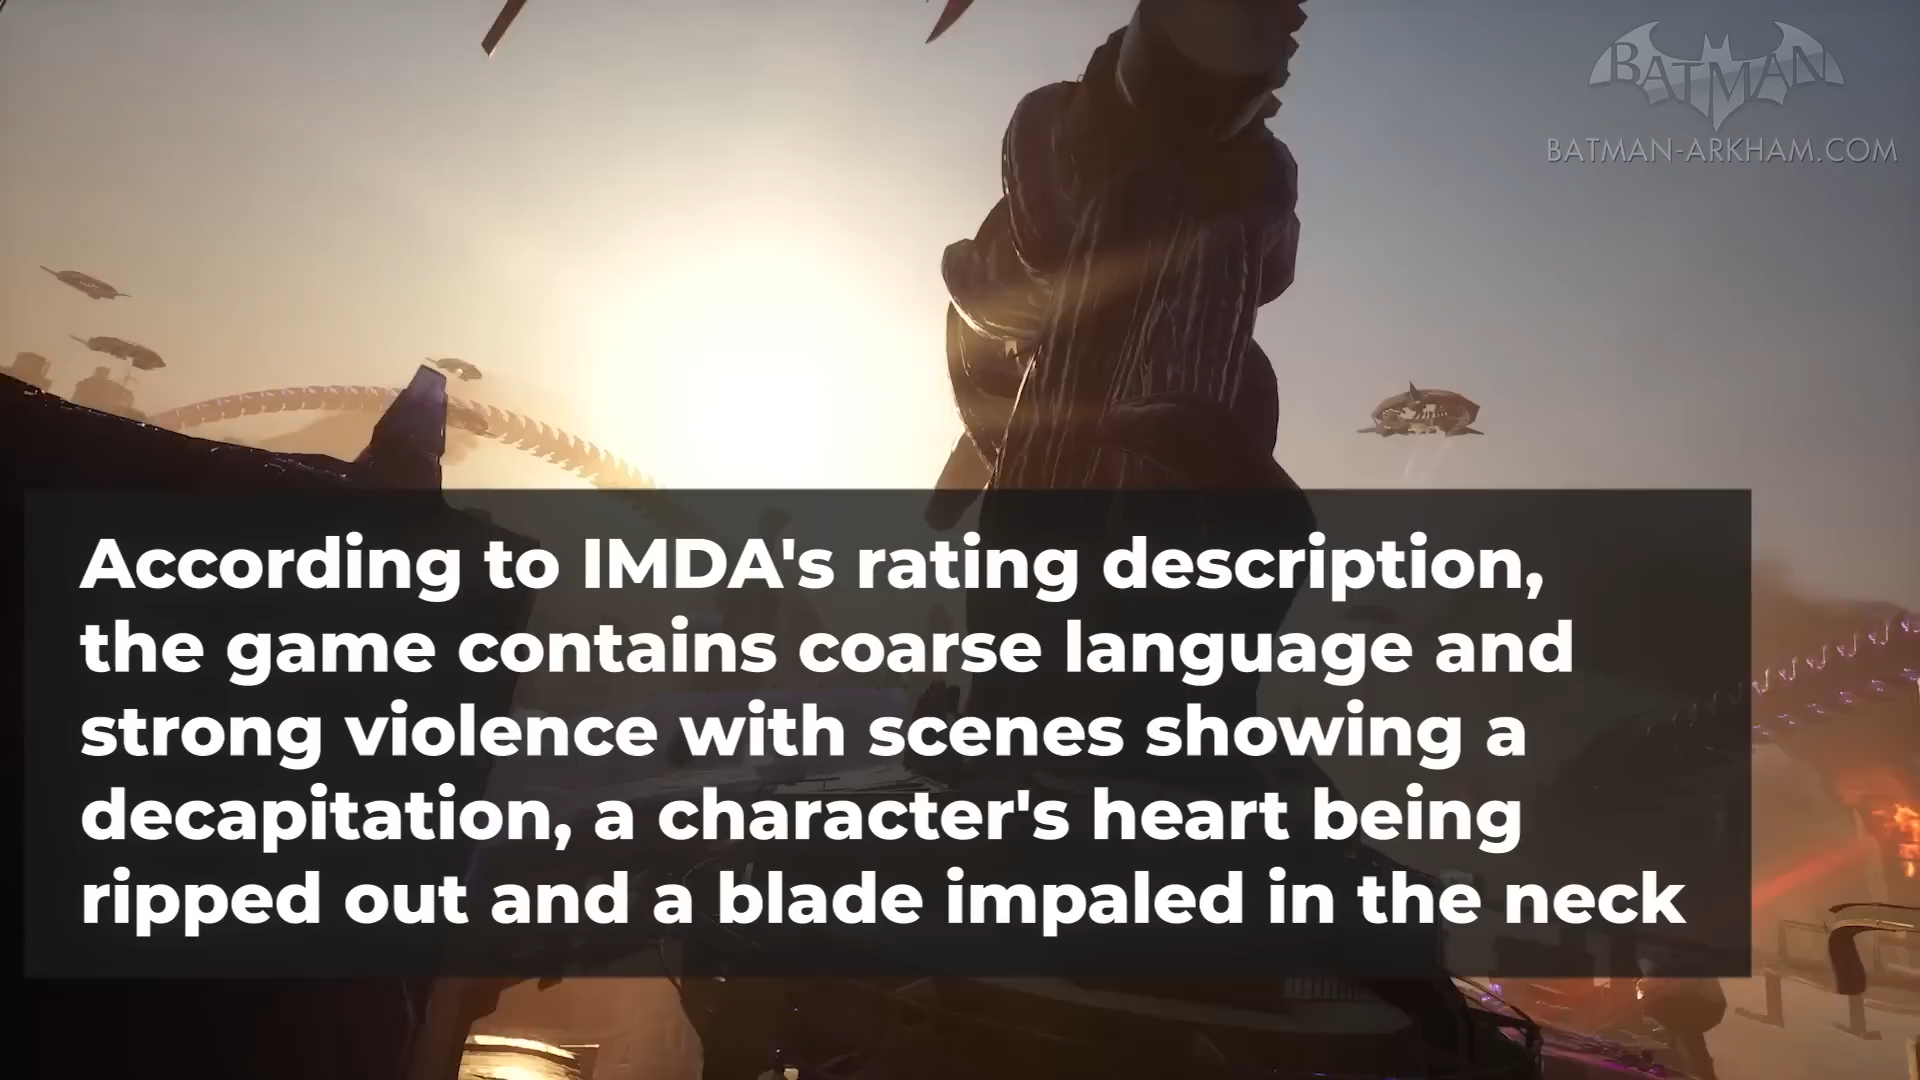 BATMAN
BATMAN-ARKHAM.COM
According to IMDA's rating description,
the game contains coarse language and
strong violence with scenes showing a
decapitation, a character's heart being
ripped out and a blade impaled in the neck